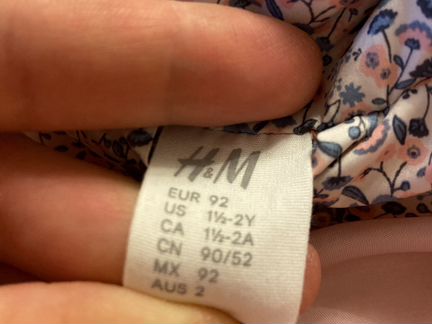 H&M
EUR 92
US 1½-2Y
CA 1½-2A
CN 90/52
MX 92
AUS 2